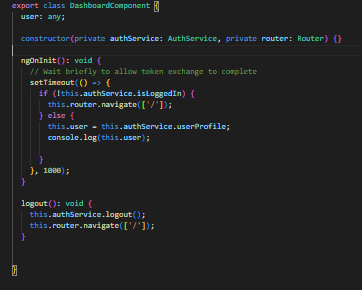 export class DashboardComponent {
user: any;
constructor(private authService: AuthService, private router: Router) {}
ngOnInit(): void {
// Wait briefly to allow token exchange to complete
setTimeout(() => {
if (!this.authService.isLoggedIn) {
this.router.navigate(['/']);
} else {
this.user = this.authService.userProfile;
console.log(this.user);
}
}, 1000);
}
logout(): void {
this.authService.logout();
this.router.navigate(['/']);
}
}